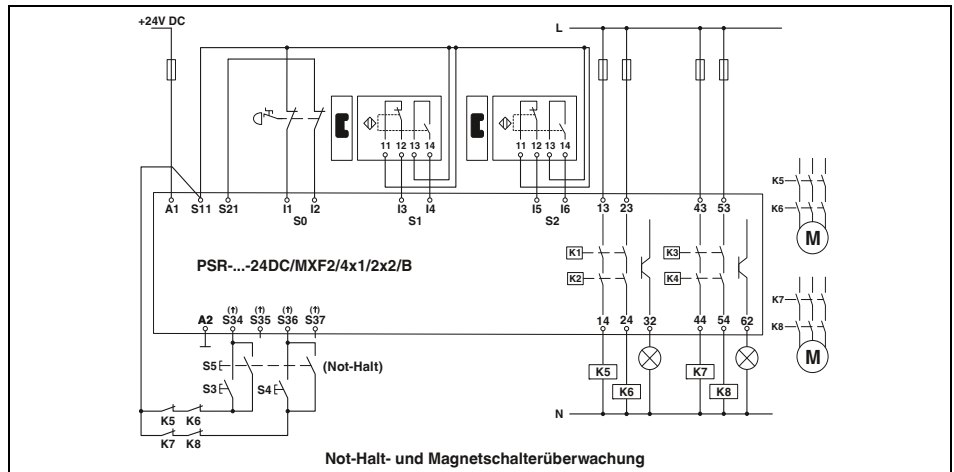 +24V DC
L
11 12 13 14
11 12 13 14
A1 S11 S21 I1 I2 I3 I4 I5 I6 13 23 43 53
S0 S1 S2
K5
K6
M
K1 K3
K2 K4
PSR-...-24DC/MXF2/4x1/2x2/B
K7
K8
M
(†) (†) (†) (†)
A2 S34 S35 S36 S37 14 24 32 44 54 62
S5 (Not-Halt)
S3 S4
K5 K7
K6 K8
K5 K6
K7 K8
N
Not-Halt- und Magnetschalterüberwachung